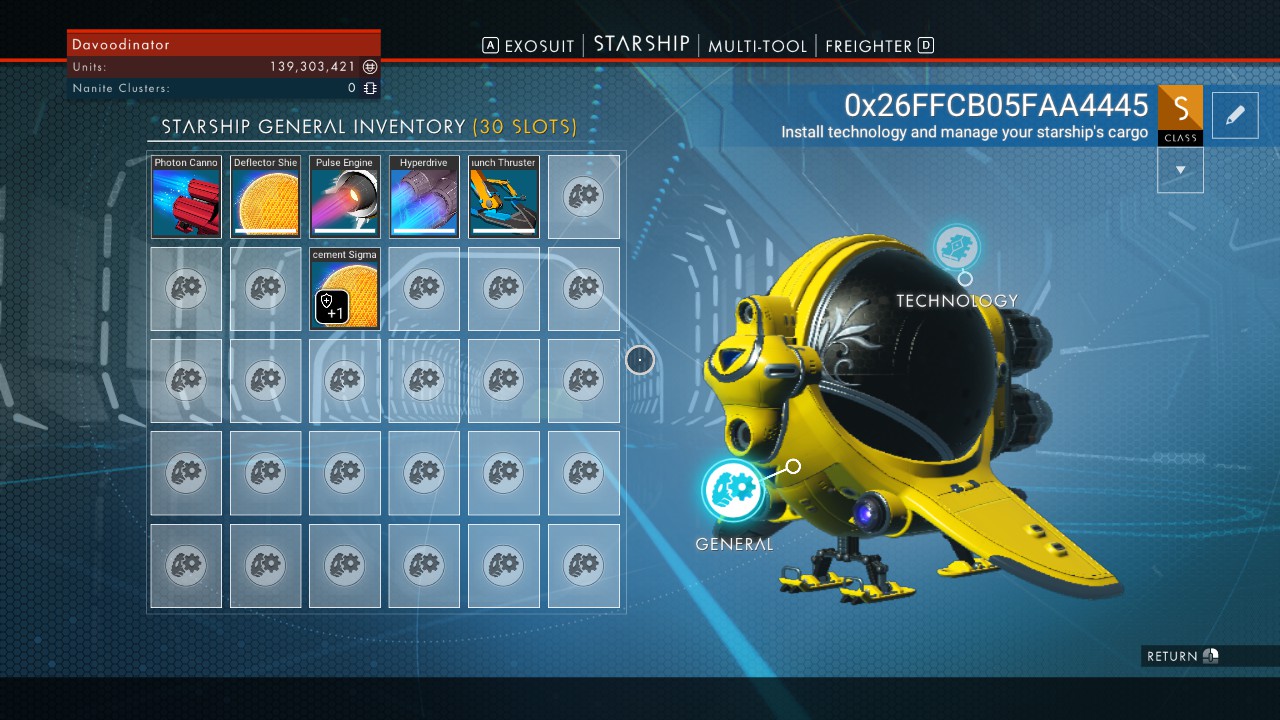 Davoodinator
Units: 139,303,421
Nanite Clusters: 0
A EXOSUIT STARSHIP MULTI-TOOL FREIGHTER D
0x26FFCB05FAA4445
Install technology and manage your starship's cargo
S
CLASS
STARSHIP GENERAL INVENTORY (30 SLOTS)
Photon Canno Deflector Shie Pulse Engine Hyperdrive unch Thruster
cement Sigma
+1
TECHNOLOGY
GENERAL
RETURN